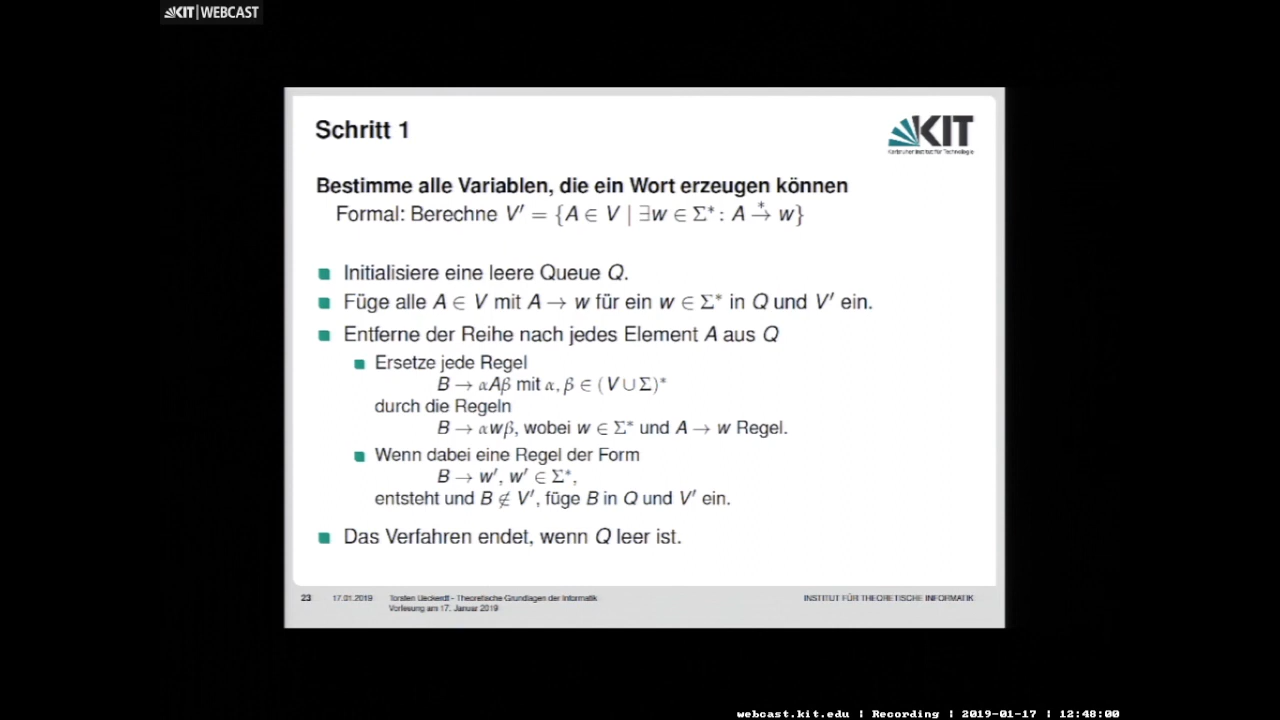 KIT WEBCAST
Schritt 1
KIT
Karlsruher Institut für Technologie
Bestimme alle Variablen, die ein Wort erzeugen können
Formal: Berechne V′ = {A ∈ V | ∃w ∈ Σ*: A →* w}
Initialisiere eine leere Queue Q.
Füge alle A ∈ V mit A → w für ein w ∈ Σ* in Q und V′ ein.
Entferne der Reihe nach jedes Element A aus Q
Ersetze jede Regel
B → αAβ mit α, β ∈ (V ∪ Σ)*
durch die Regeln
B → αwβ, wobei w ∈ Σ* und A → w Regel.
Wenn dabei eine Regel der Form
B → w′, w′ ∈ Σ*,
entsteht und B ∉ V′, füge B in Q und V′ ein.
Das Verfahren endet, wenn Q leer ist.
23 17.01.2019 Torsten Ueckerdt - Theoretische Grundlagen der Informatik INSTITUT FÜR THEORETISCHE INFORMATIK
Vorlesung am 17. Januar 2019
webcast.kit.edu | Recording | 2019-01-17 | 12:48:00